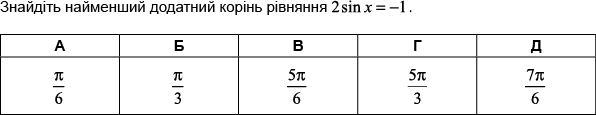 Знайдіть найменший додатний корінь рівняння 2 sin x = −1.
А Б В Г Д
π/6 π/3 5π/6 5π/3 7π/6